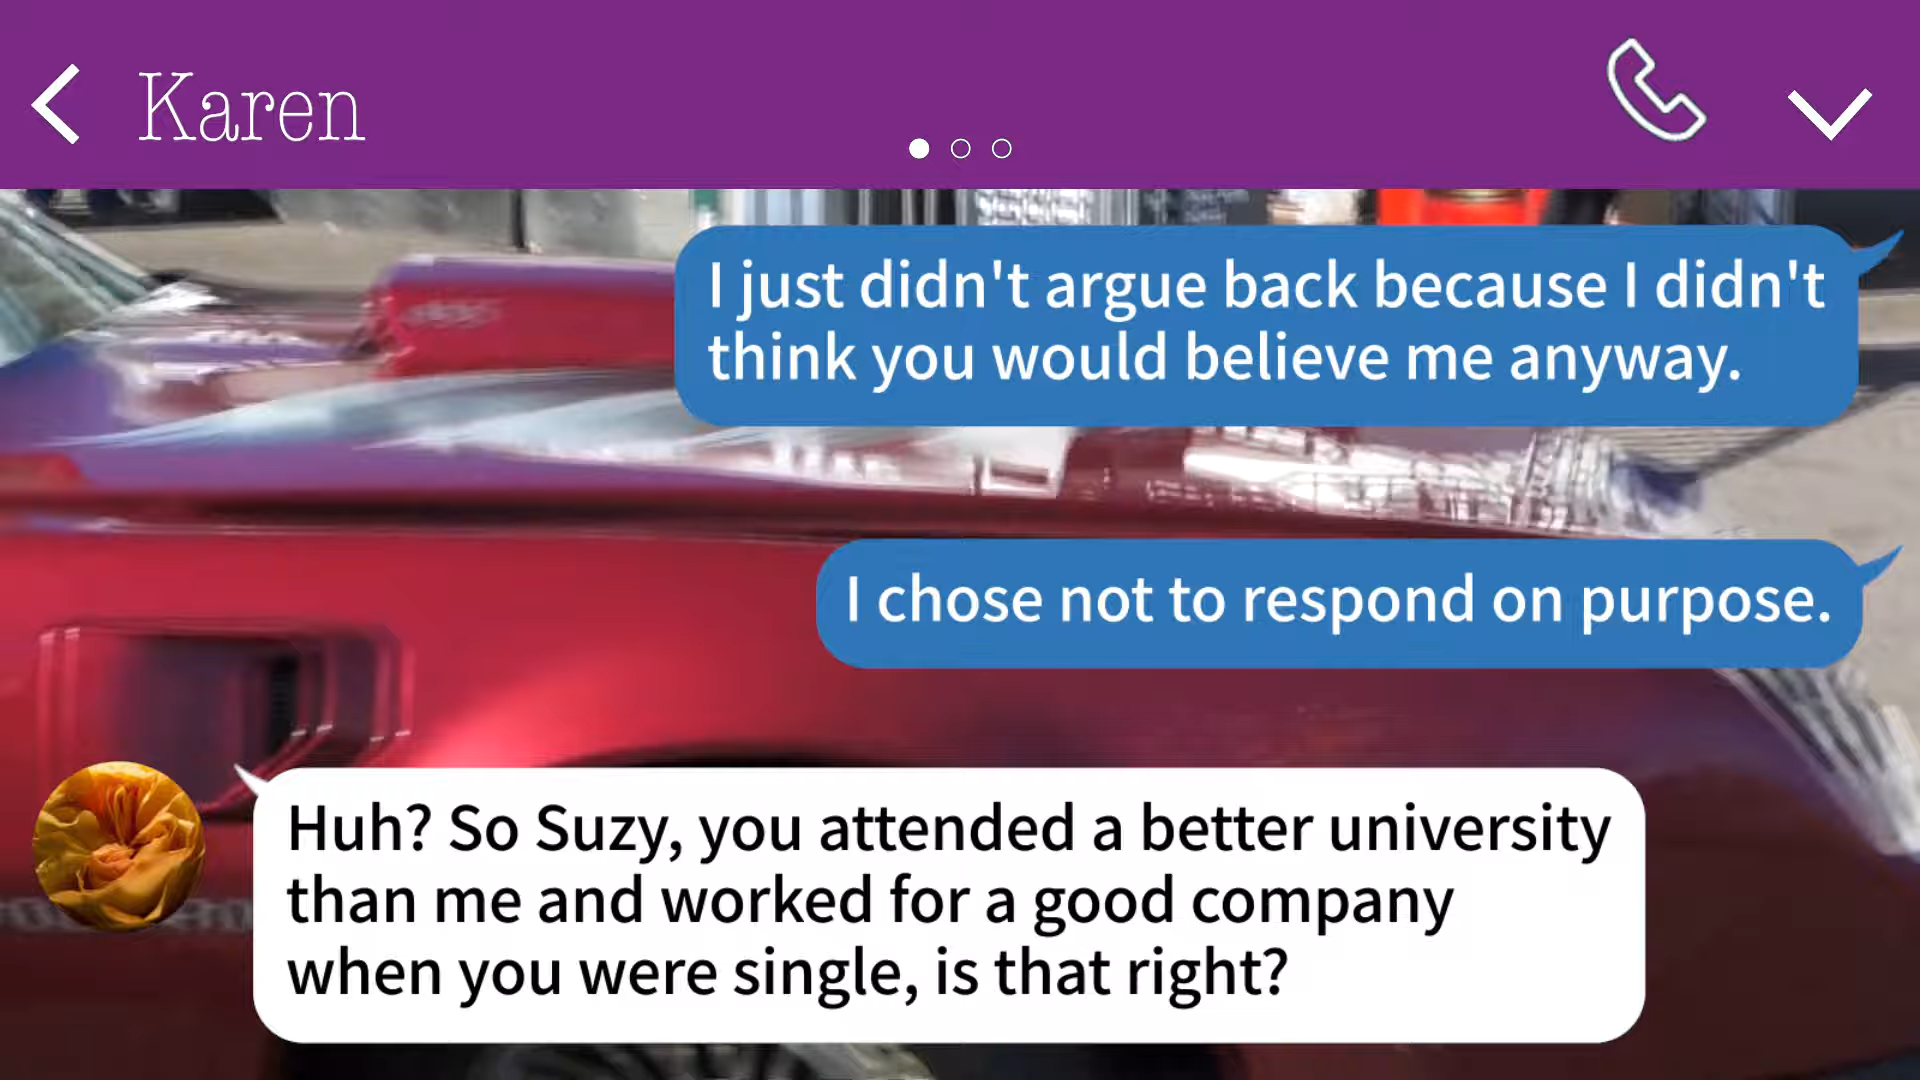 Karen
I just didn't argue back because I didn't
think you would believe me anyway.
I chose not to respond on purpose.
Huh? So Suzy, you attended a better university
than me and worked for a good company
when you were single, is that right?